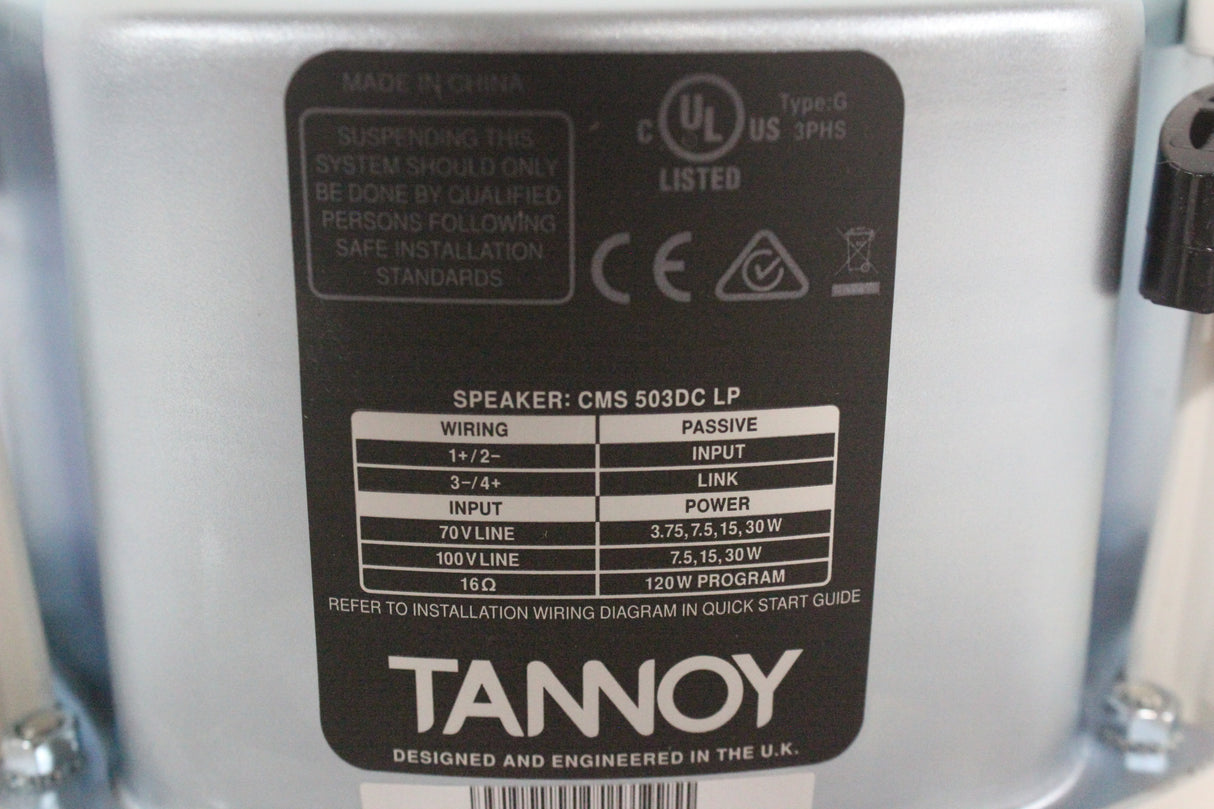 MADE IN CHINA
SUSPENDING THIS
SYSTEM SHOULD ONLY
BE DONE BY QUALIFIED
PERSONS FOLLOWING
SAFE INSTALLATION
STANDARDS
C UL US
LISTED
Type:G
3PHS
CE
SPEAKER: CMS 503DC LP
WIRING PASSIVE
1+/2– INPUT
3–/4+ LINK
INPUT POWER
70V LINE 3.75,7.5,15,30W
100V LINE 7.5,15,30W
16Ω 120W PROGRAM
REFER TO INSTALLATION WIRING DIAGRAM IN QUICK START GUIDE
TANNOY
DESIGNED AND ENGINEERED IN THE U.K.